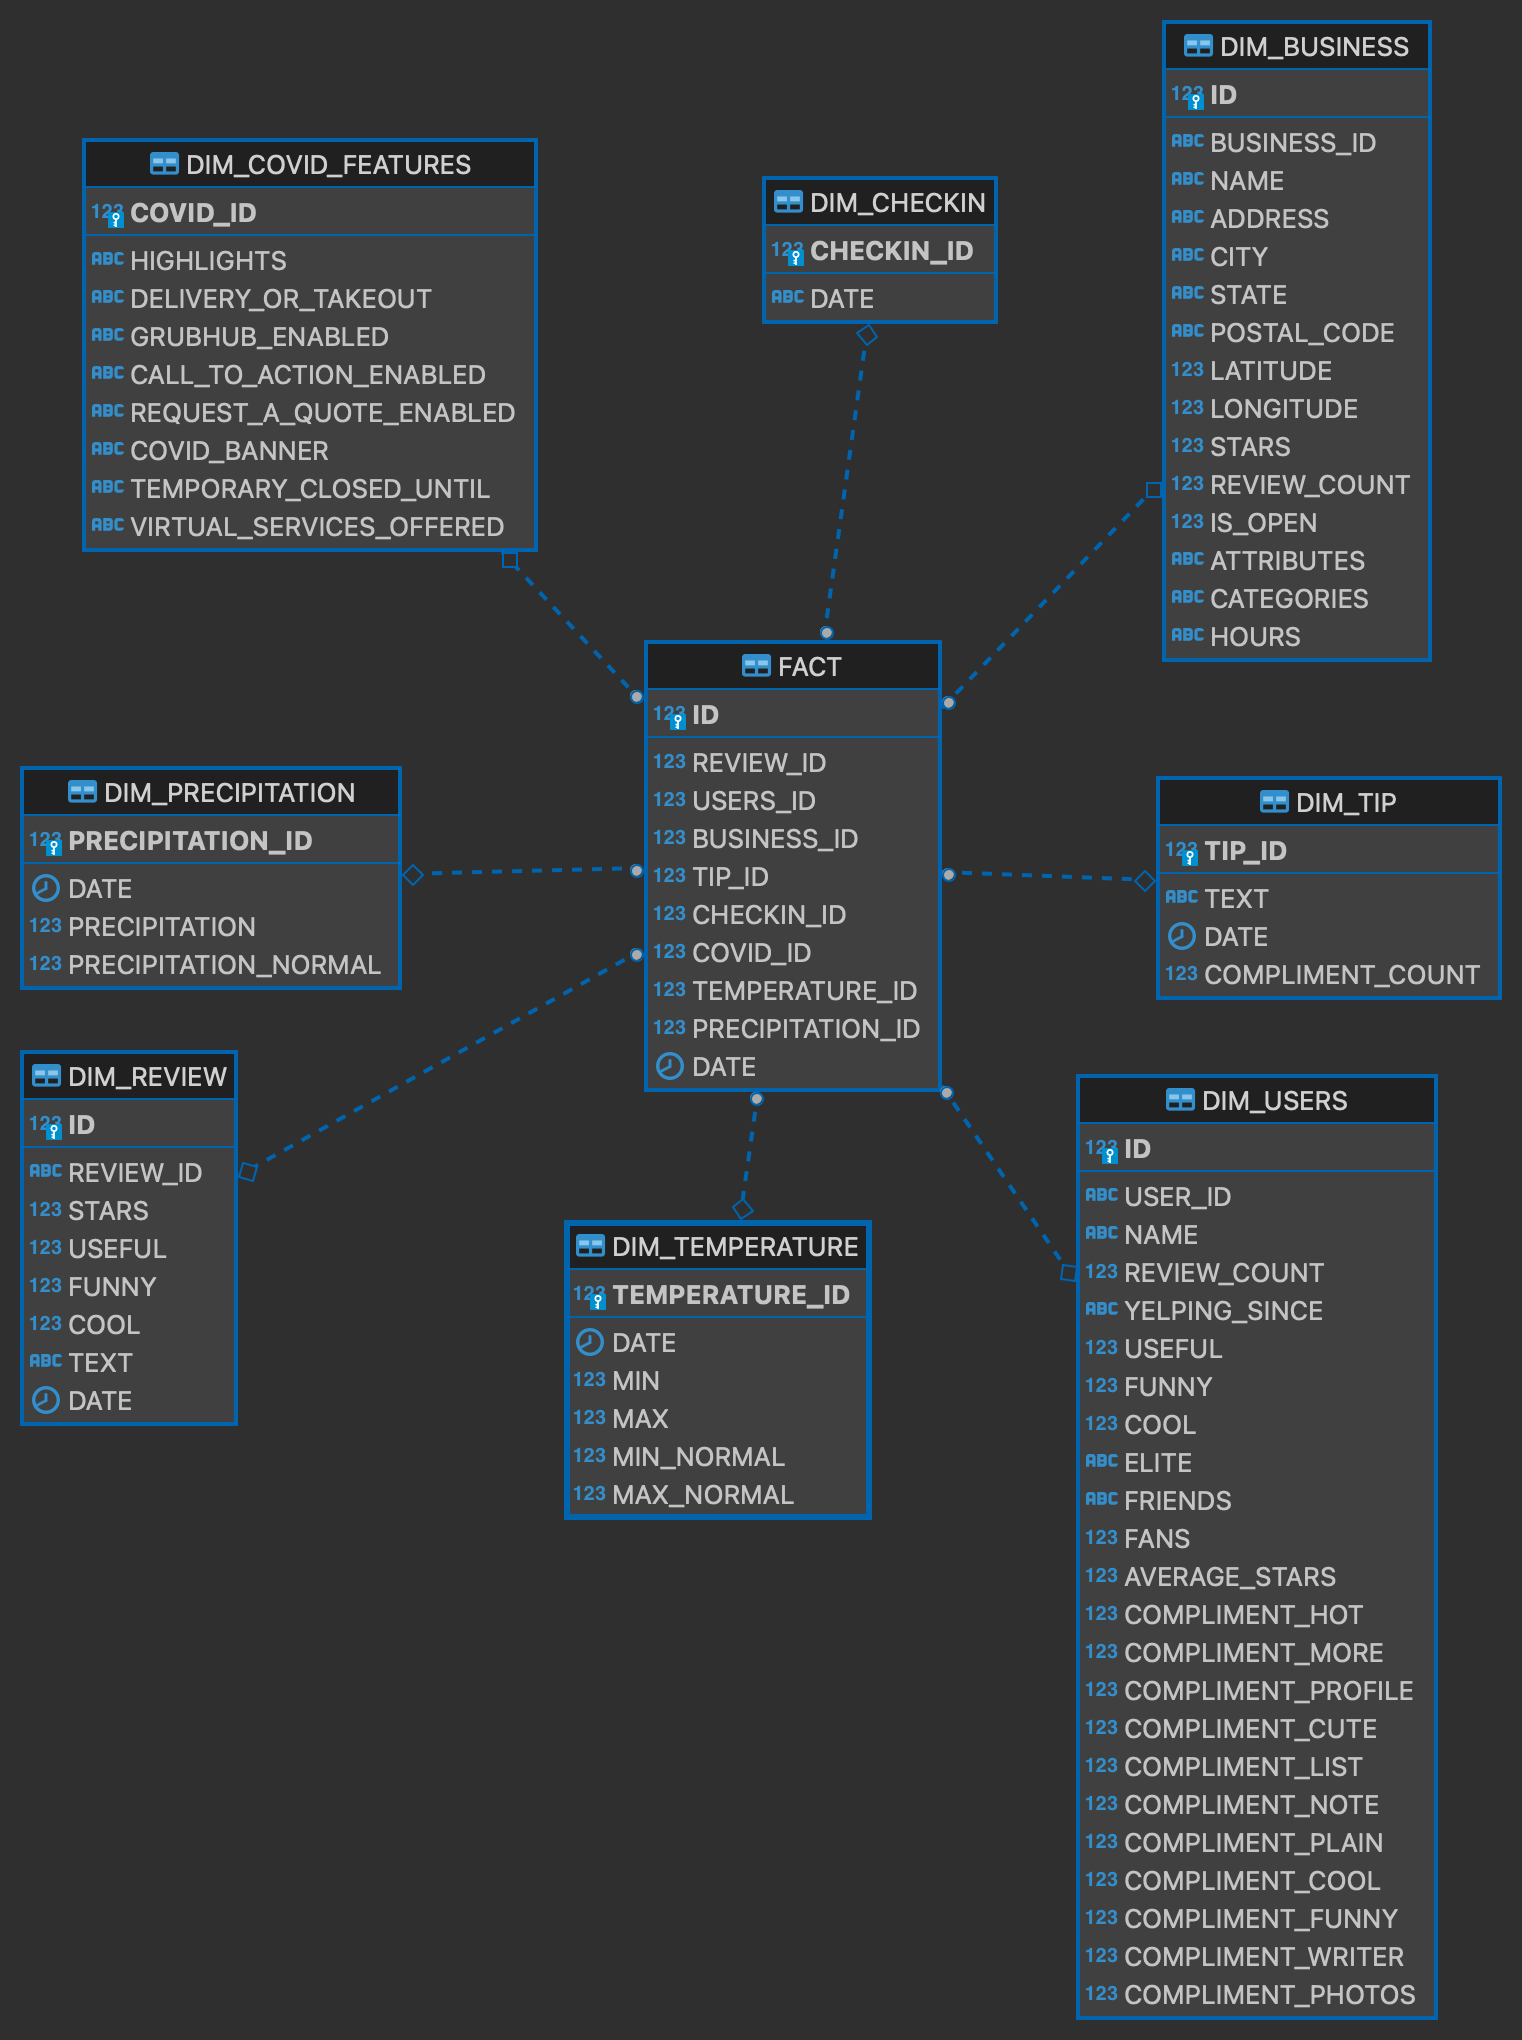 DIM_BUSINESS
123 ID
ABC BUSINESS_ID
ABC NAME
ABC ADDRESS
ABC CITY
ABC STATE
ABC POSTAL_CODE
123 LATITUDE
123 LONGITUDE
123 STARS
123 REVIEW_COUNT
123 IS_OPEN
ABC ATTRIBUTES
ABC CATEGORIES
ABC HOURS
DIM_COVID_FEATURES
123 COVID_ID
ABC HIGHLIGHTS
ABC DELIVERY_OR_TAKEOUT
ABC GRUBHUB_ENABLED
ABC CALL_TO_ACTION_ENABLED
ABC REQUEST_A_QUOTE_ENABLED
ABC COVID_BANNER
ABC TEMPORARY_CLOSED_UNTIL
ABC VIRTUAL_SERVICES_OFFERED
DIM_CHECKIN
123 CHECKIN_ID
ABC DATE
FACT
123 ID
123 REVIEW_ID
123 USERS_ID
123 BUSINESS_ID
123 TIP_ID
123 CHECKIN_ID
123 COVID_ID
123 TEMPERATURE_ID
123 PRECIPITATION_ID
DATE
DIM_PRECIPITATION
123 PRECIPITATION_ID
DATE
123 PRECIPITATION
123 PRECIPITATION_NORMAL
DIM_TIP
123 TIP_ID
ABC TEXT
DATE
123 COMPLIMENT_COUNT
DIM_REVIEW
123 ID
ABC REVIEW_ID
123 STARS
123 USEFUL
123 FUNNY
123 COOL
ABC TEXT
DATE
DIM_TEMPERATURE
123 TEMPERATURE_ID
DATE
123 MIN
123 MAX
123 MIN_NORMAL
123 MAX_NORMAL
DIM_USERS
123 ID
ABC USER_ID
ABC NAME
123 REVIEW_COUNT
ABC YELPING_SINCE
123 USEFUL
123 FUNNY
123 COOL
ABC ELITE
ABC FRIENDS
123 FANS
123 AVERAGE_STARS
123 COMPLIMENT_HOT
123 COMPLIMENT_MORE
123 COMPLIMENT_PROFILE
123 COMPLIMENT_CUTE
123 COMPLIMENT_LIST
123 COMPLIMENT_NOTE
123 COMPLIMENT_PLAIN
123 COMPLIMENT_COOL
123 COMPLIMENT_FUNNY
123 COMPLIMENT_WRITER
123 COMPLIMENT_PHOTOS